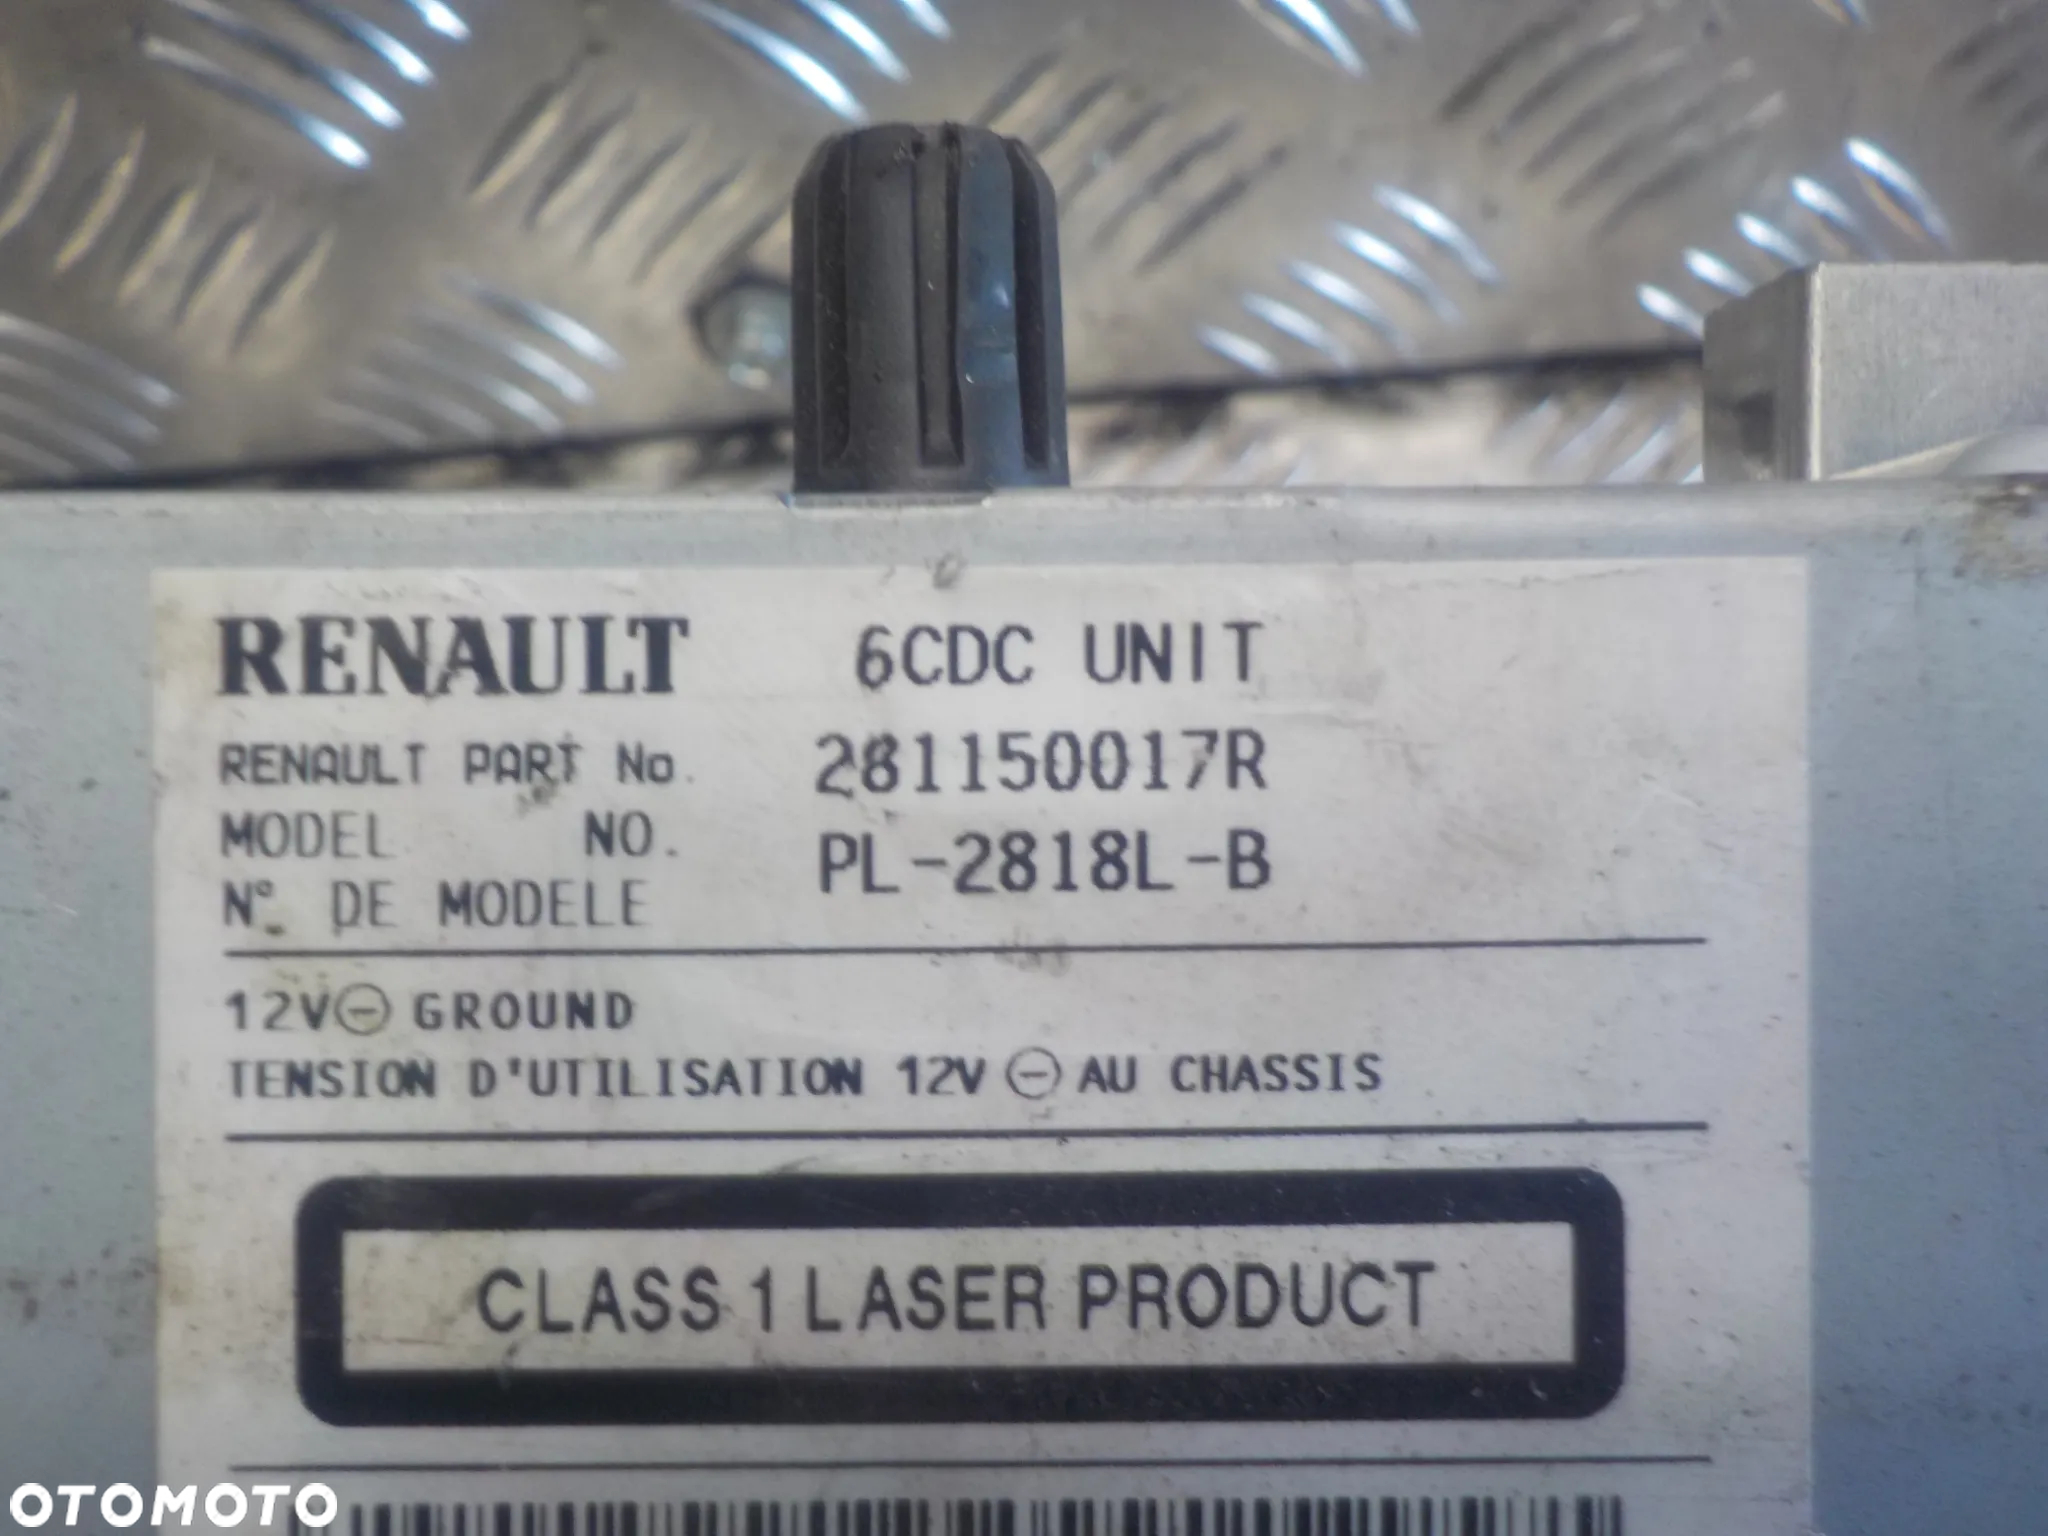 RENAULT 6CDC UNIT
RENAULT PART No. 281150017R
MODEL NO. PL-2818L-B
N° DE MODELE
12V⊖ GROUND
TENSION D'UTILISATION 12V ⊖ AU CHASSIS
CLASS 1 LASER PRODUCT
OTOMOTO